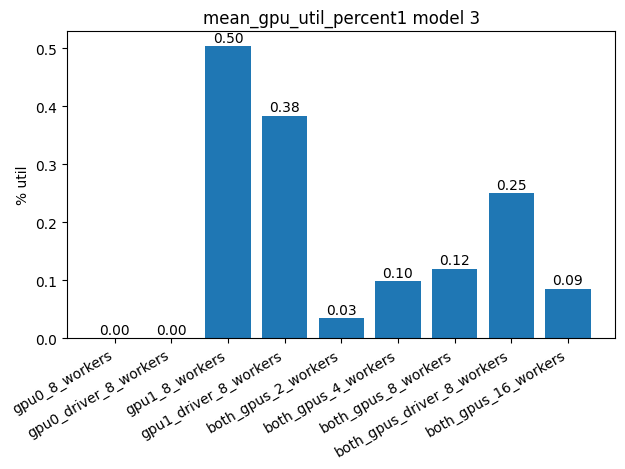 mean_gpu_util_percent1 model 3
% util
0.5
0.4
0.3
0.2
0.1
0.0
0.00
0.00
0.50
0.38
0.03
0.10
0.12
0.25
0.09
gpu0_8_workers
gpu0_driver_8_workers
gpu1_8_workers
gpu1_driver_8_workers
both_gpus_2_workers
both_gpus_4_workers
both_gpus_8_workers
both_gpus_driver_8_workers
both_gpus_16_workers